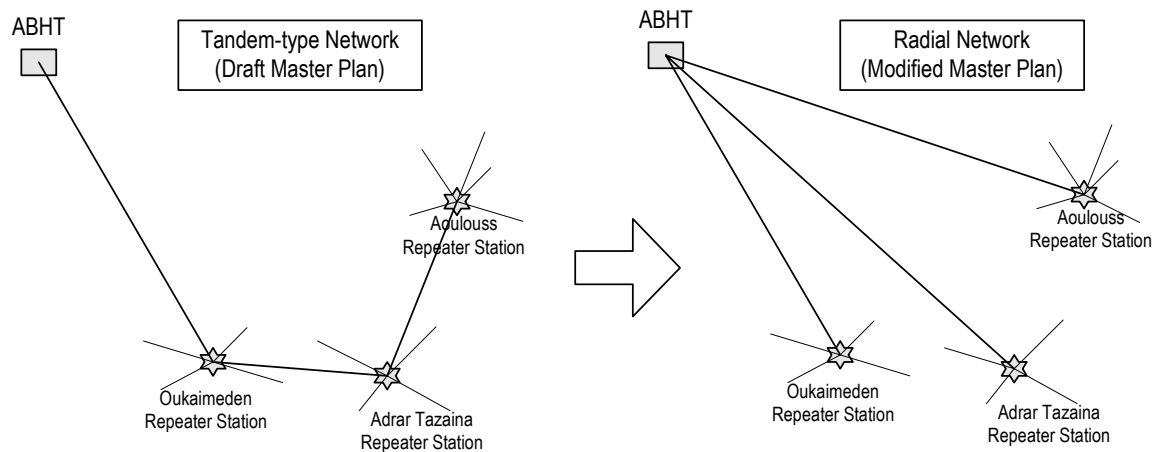 ABHT
Tandem-type Network
(Draft Master Plan)
Aoulouss
Repeater Station
Oukaimeden
Repeater Station
Adrar Tazaina
Repeater Station
ABHT
Radial Network
(Modified Master Plan)
Aoulouss
Repeater Station
Oukaimeden
Repeater Station
Adrar Tazaina
Repeater Station